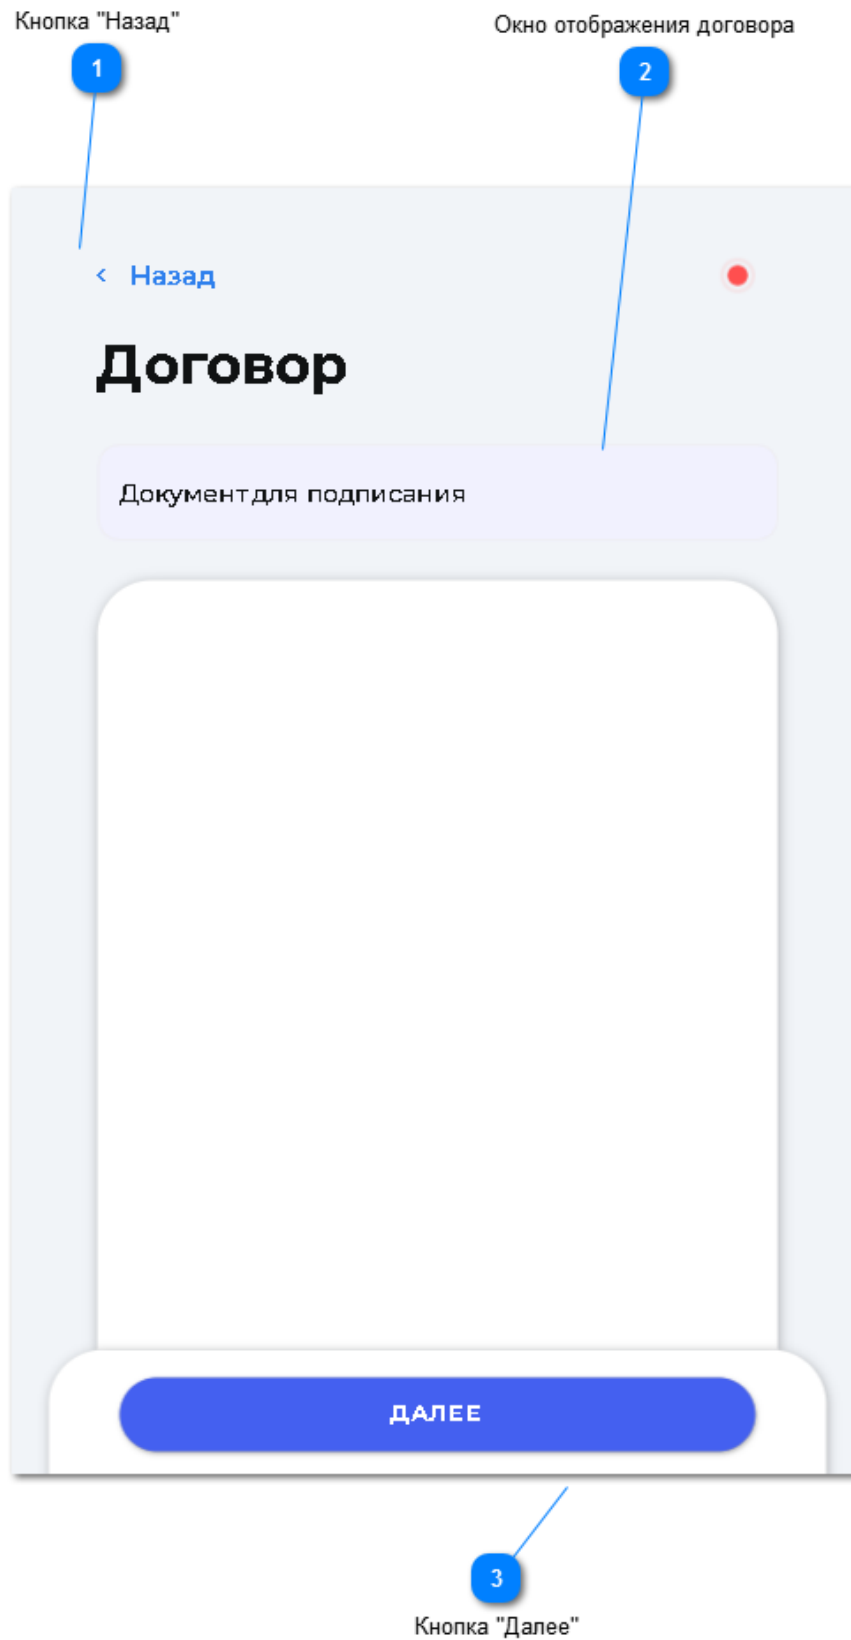 Кнопка "Назад"
Окно отображения договора
1
2
Назад
Договор
Документ для подписания
ДАЛЕЕ
3
Кнопка "Далее"